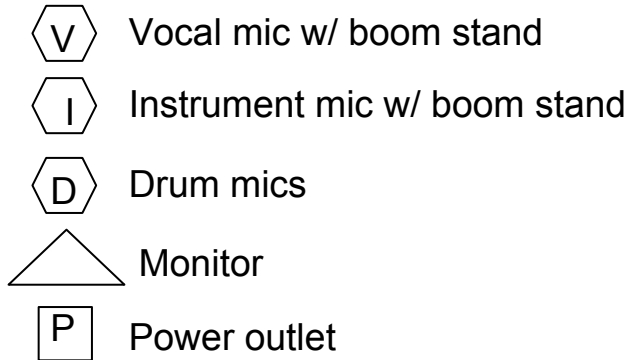 V Vocal mic w/ boom stand
I Instrument mic w/ boom stand
D Drum mics
Monitor
P Power outlet